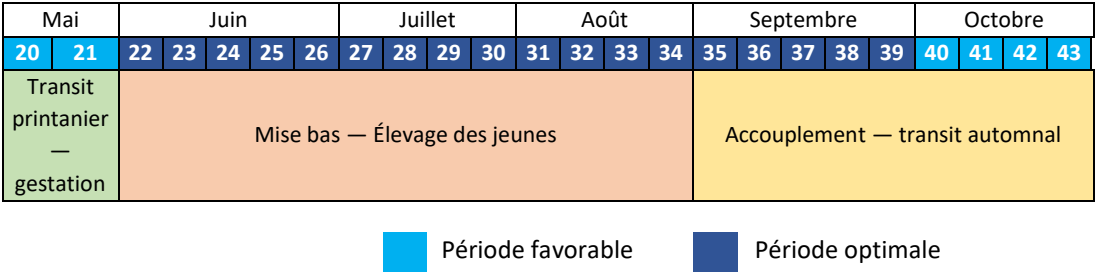 Mai Juin Juillet Août Septembre Octobre
20 21 22 23 24 25 26 27 28 29 30 31 32 33 34 35 36 37 38 39 40 41 42 43
Transit
printanier
—
gestation
Mise bas — Élevage des jeunes
Accouplement — transit automnal
Période favorable Période optimale